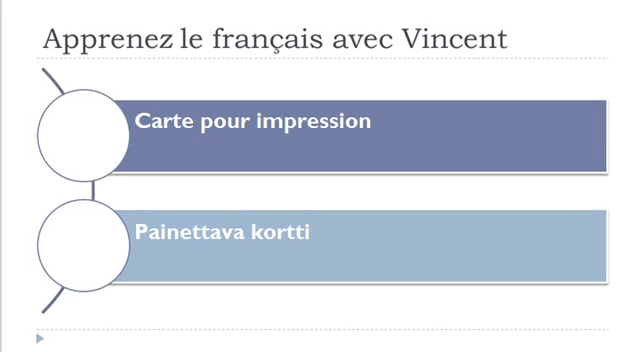 Apprenez le français avec Vincent
Carte pour impression
Painettava kortti